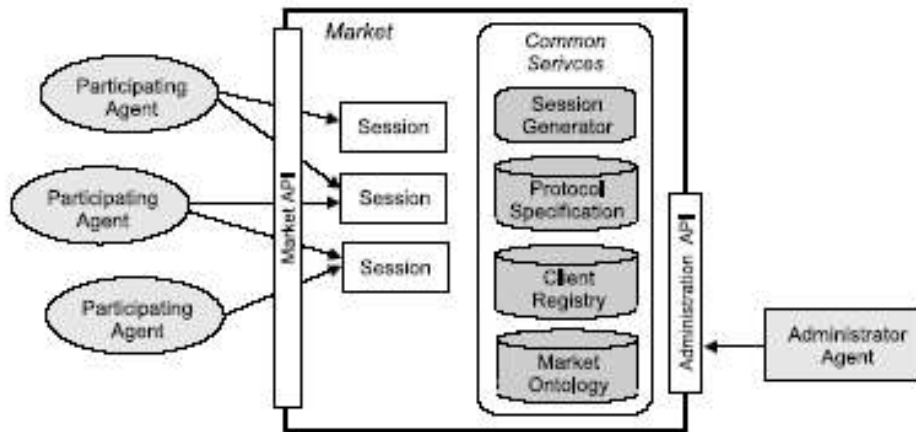 Market
Common
Serivces
Participating
Agent
Session
Session
Generator
Participating
Agent
Session
Protocol
Specification
Market API
Participating
Agent
Session
Client
Registry
Market
Ontology
Administration API
Administrator
Agent